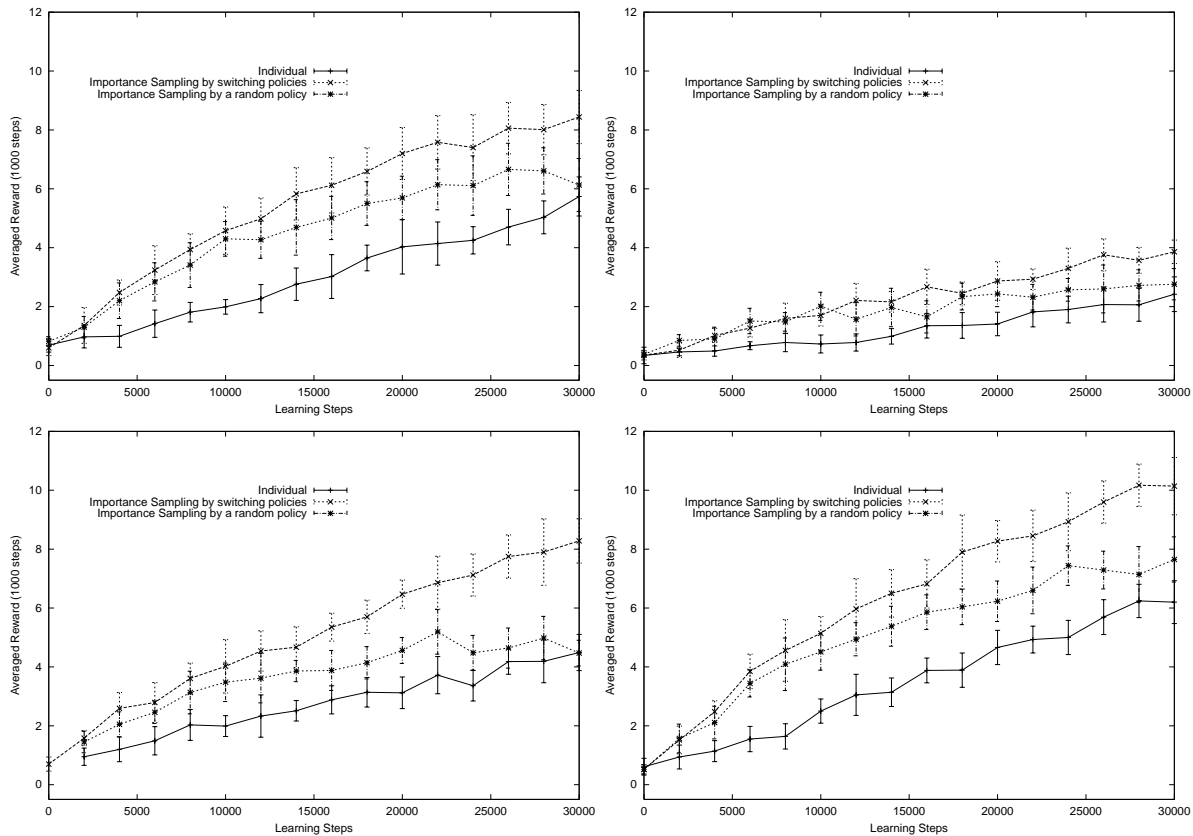 12
10
8
6
4
2
0
Averaged Reward (1000 steps)
Individual
Importance Sampling by switching policies
Importance Sampling by a random policy
0 5000 10000 15000 20000 25000 30000
Learning Steps
12
10
8
6
4
2
0
Averaged Reward (1000 steps)
Individual
Importance Sampling by switching policies
Importance Sampling by a random policy
0 5000 10000 15000 20000 25000 30000
Learning Steps
12
10
8
6
4
2
0
Averaged Reward (1000 steps)
Individual
Importance Sampling by switching policies
Importance Sampling by a random policy
0 5000 10000 15000 20000 25000 30000
Learning Steps
12
10
8
6
4
2
0
Averaged Reward (1000 steps)
Individual
Importance Sampling by switching policies
Importance Sampling by a random policy
0 5000 10000 15000 20000 25000 30000
Learning Steps